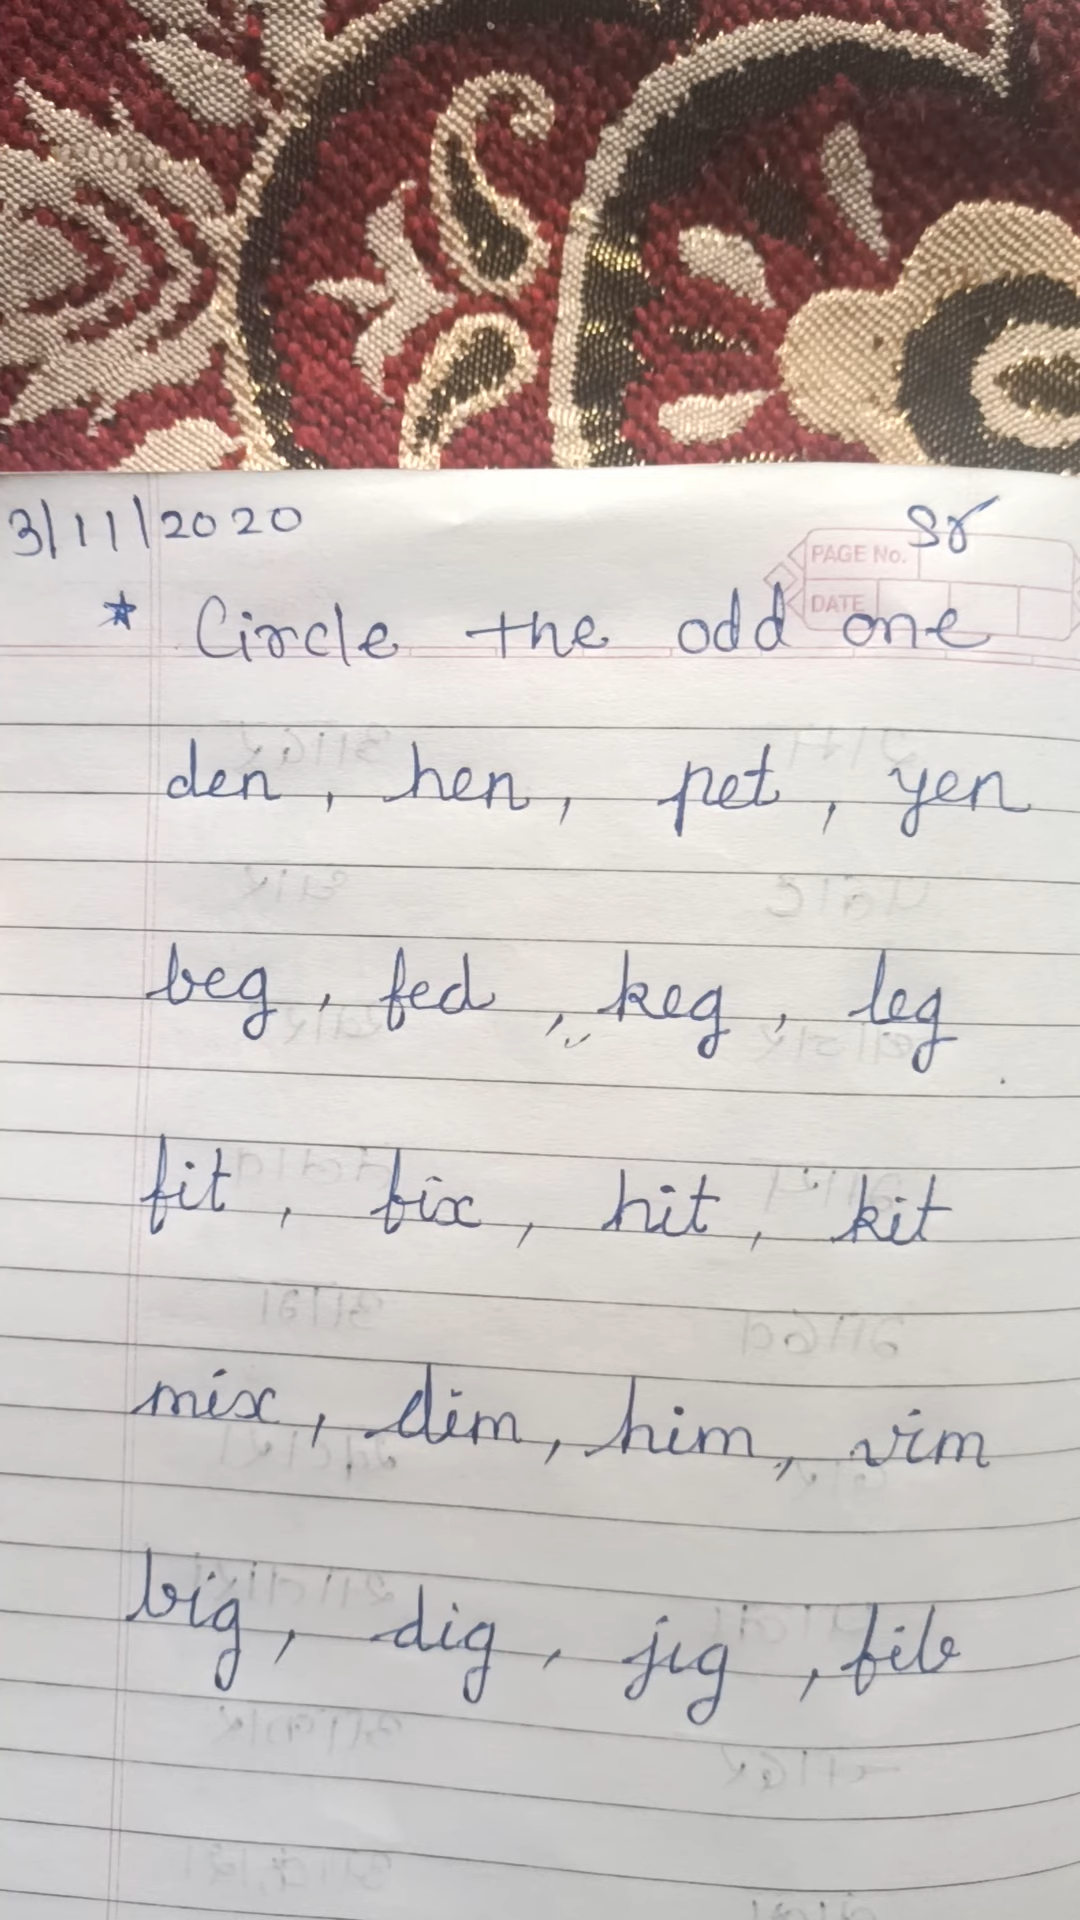 3/11/2020 Sr
PAGE No.
DATE
* Circle the odd one
den, hen, pet, yen
beg, fed, keg, leg
fit, fix, hit, kit
mix, dim, him, vim
big, dig, jig, fib